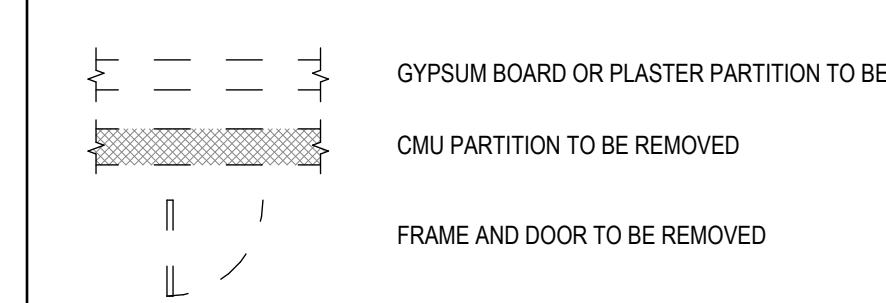 GYPSUM BOARD OR PLASTER PARTITION TO BE
CMU PARTITION TO BE REMOVED
FRAME AND DOOR TO BE REMOVED